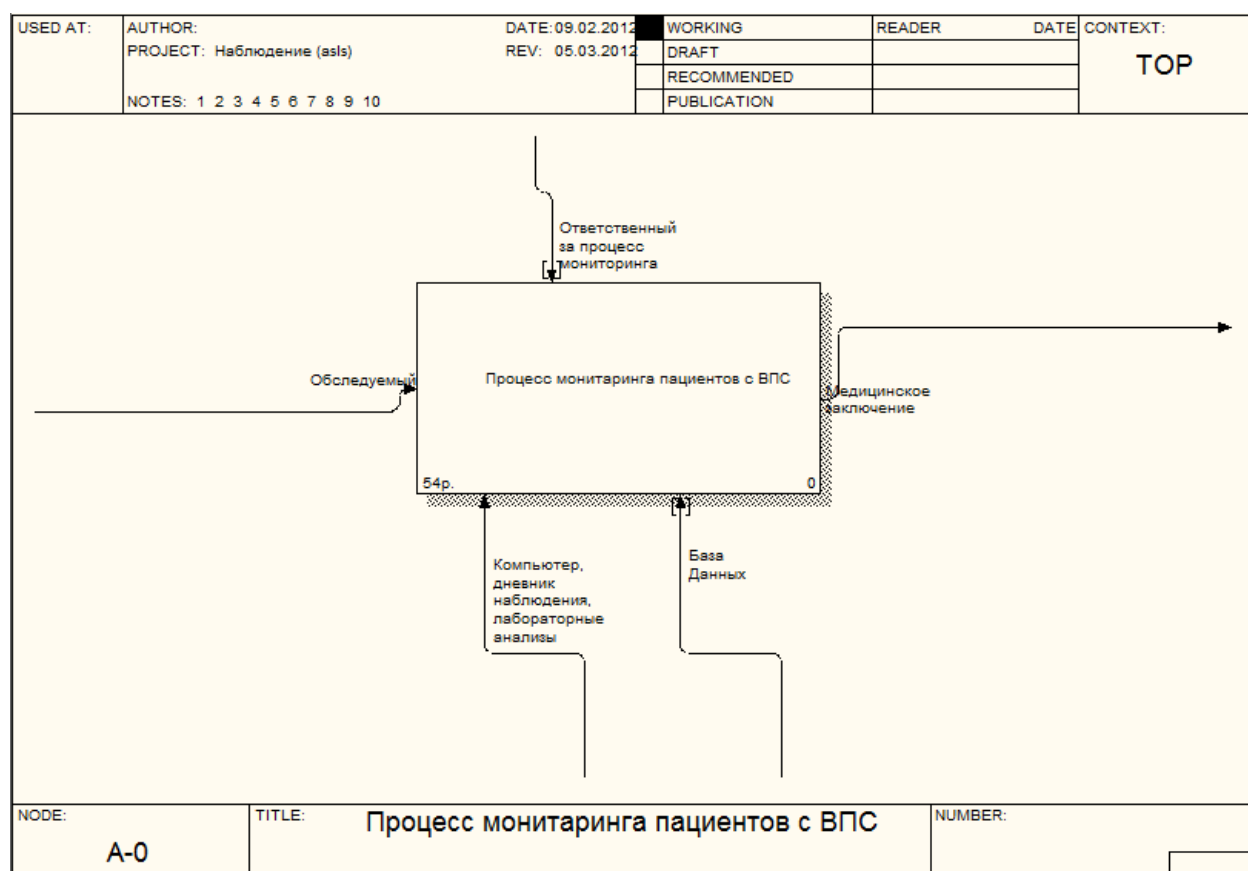 USED AT:
AUTHOR:
DATE: 09.02.2012
PROJECT: Наблюдение (asls)
REV: 05.03.2012
NOTES: 1 2 3 4 5 6 7 8 9 10
WORKING
DRAFT
RECOMMENDED
PUBLICATION
READER
DATE
CONTEXT:
TOP
Ответственный
за процесс
мониторинга
Обследуемый
Процесс монитаринга пациентов с ВПС
Медицинское
заключение
54р.
0
Компьютер,
дневник
наблюдения,
лабораторные
анализы
База
Данных
NODE:
A-0
TITLE:
Процесс монитаринга пациентов с ВПС
NUMBER: